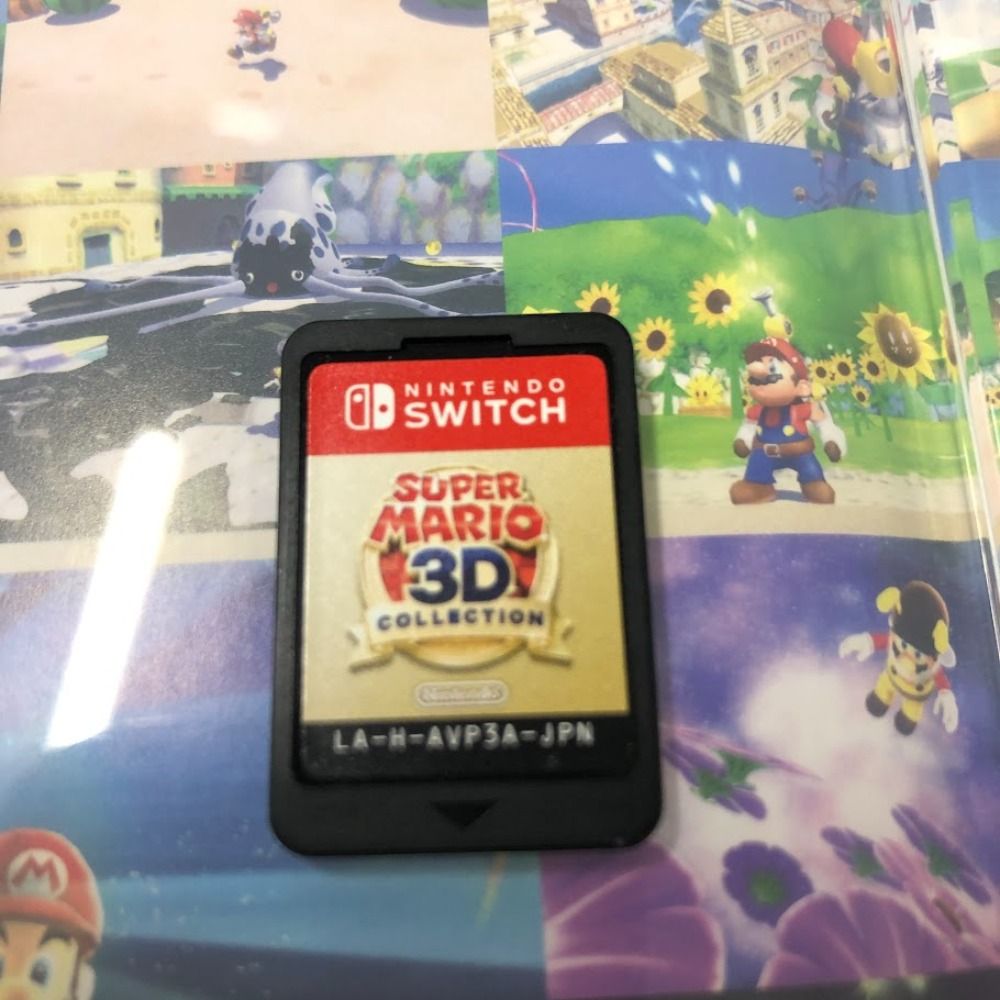 NINTENDO
SWITCH
SUPER
MARIO
3D
COLLECTION
Nintendo
LA-H-AVP3A-JPN
M